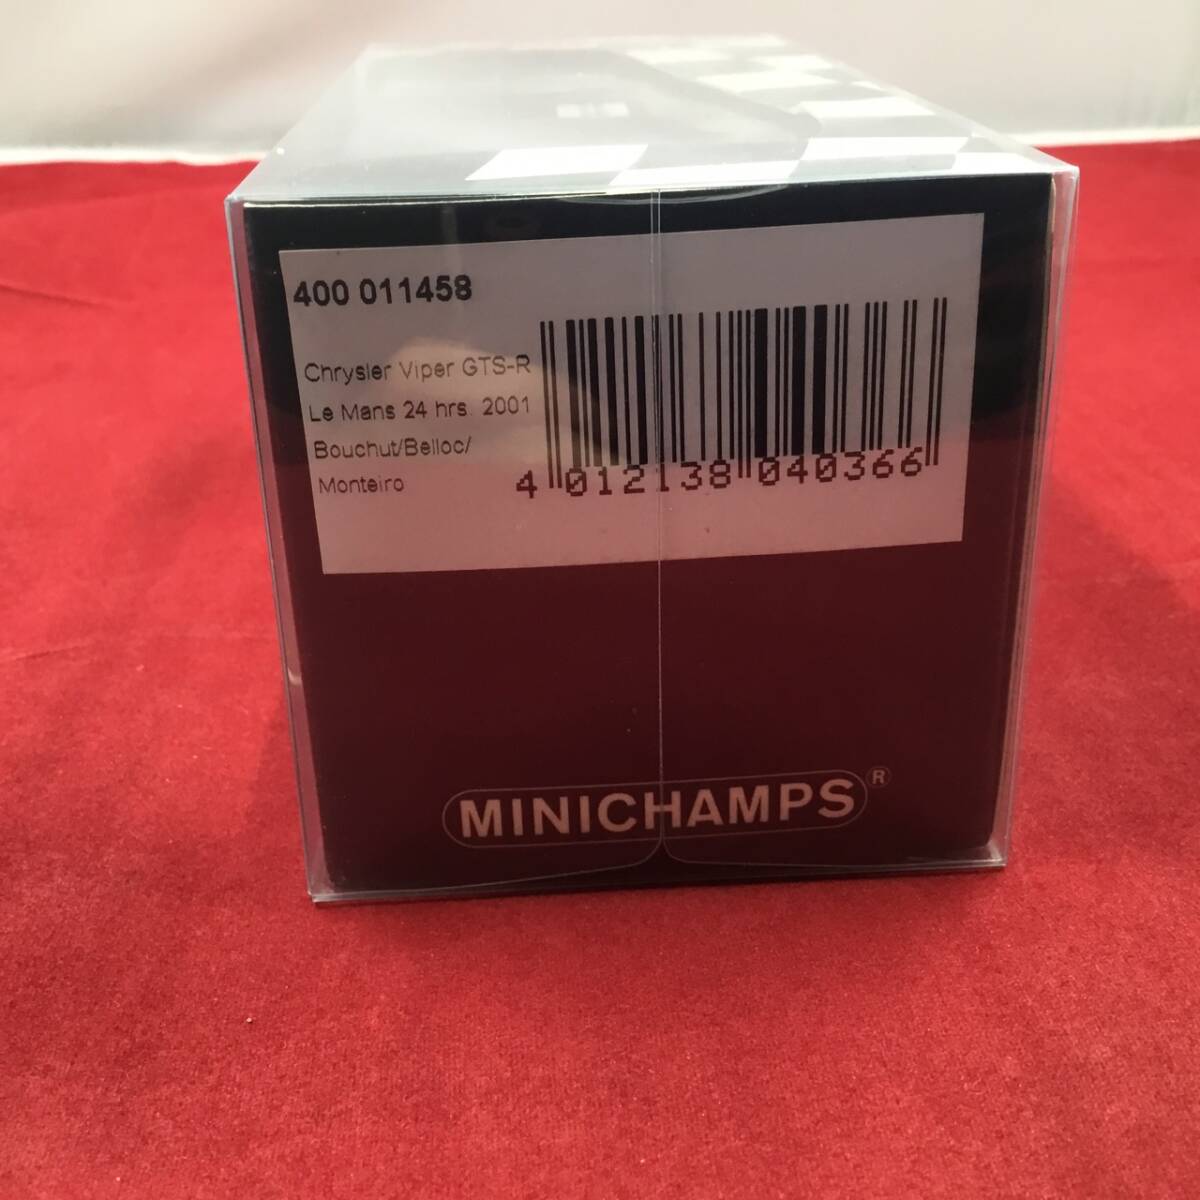 400 011458
Chrysler Viper GTS-R
Le Mans 24 hrs. 2001
Bouchut/Belloc/
Monteiro
4 012138 040366
MINICHAMPS®